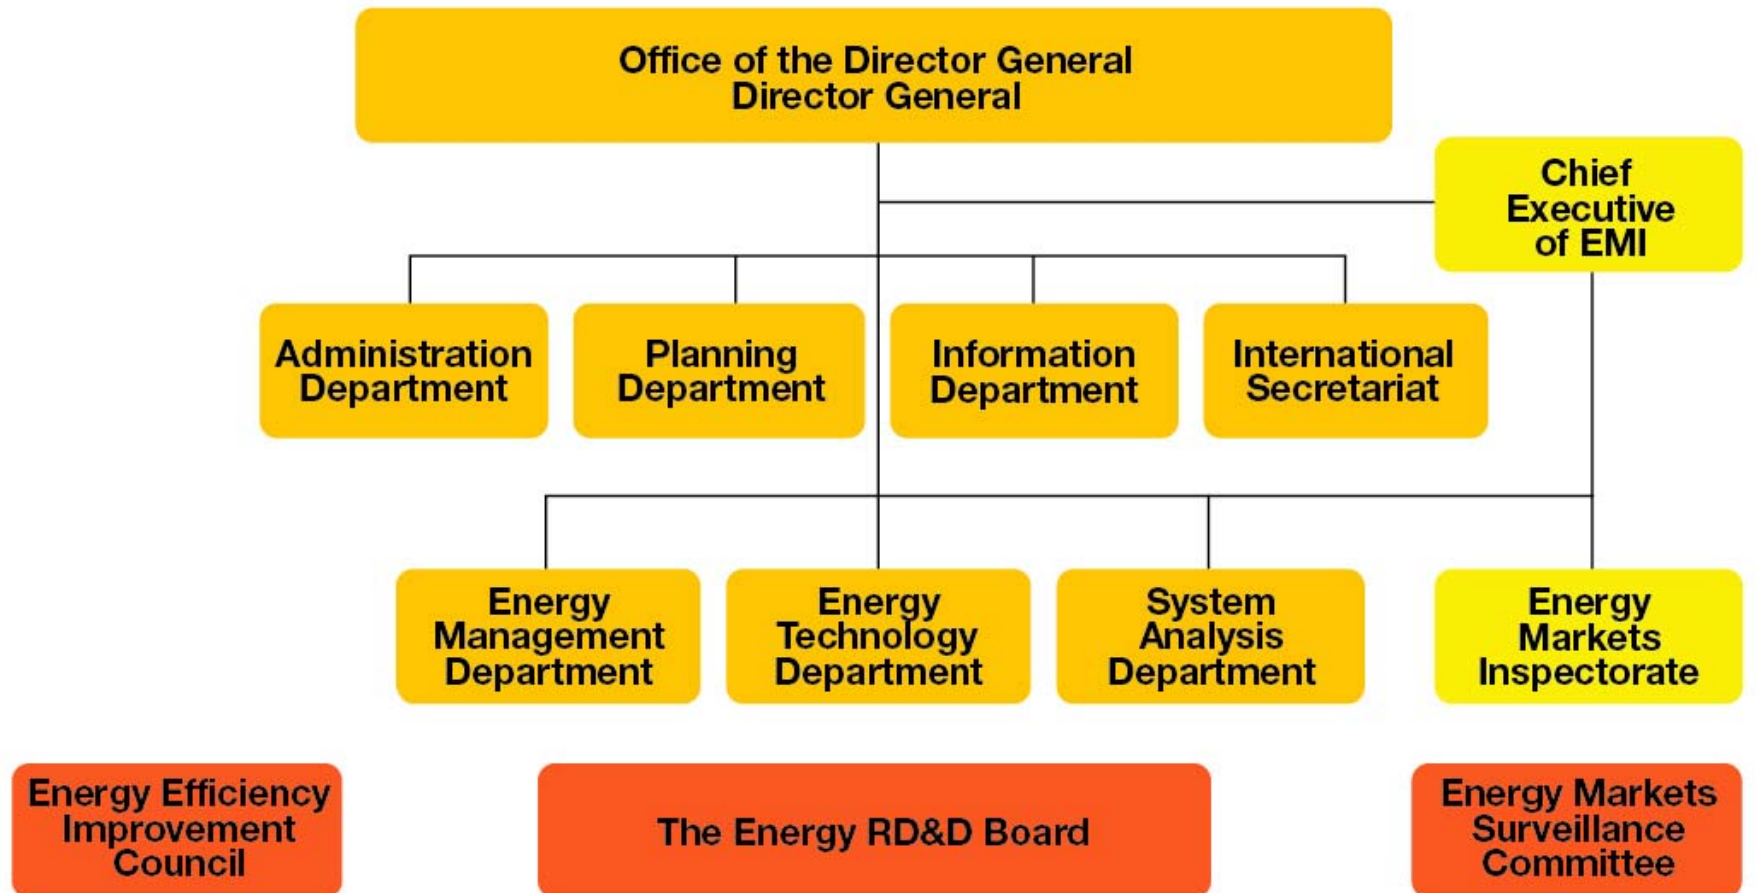 Office of the Director General
Director General
Chief
Executive
of EMI
Administration
Department
Planning
Department
Information
Department
International
Secretariat
Energy
Management
Department
Energy
Technology
Department
System
Analysis
Department
Energy
Markets
Inspectorate
Energy Efficiency
Improvement
Council
The Energy RD&D Board
Energy Markets
Surveillance
Committee